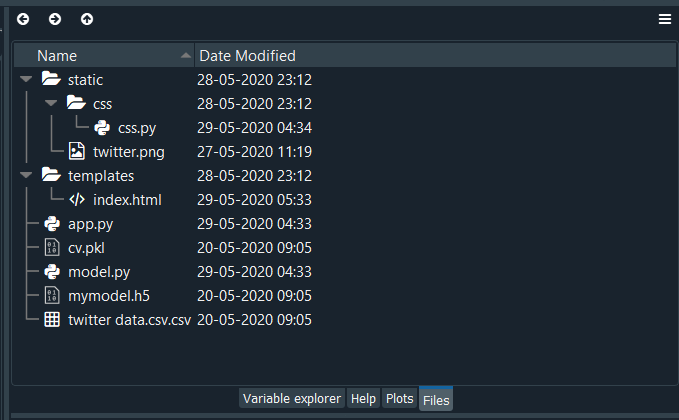 Name Date Modified
static 28-05-2020 23:12
css 28-05-2020 23:12
css.py 29-05-2020 04:34
twitter.png 27-05-2020 11:19
templates 28-05-2020 23:12
index.html 29-05-2020 05:33
app.py 29-05-2020 04:33
cv.pkl 20-05-2020 09:05
model.py 29-05-2020 04:33
mymodel.h5 20-05-2020 09:05
twitter data.csv.csv 20-05-2020 09:05
Variable explorer Help Plots Files